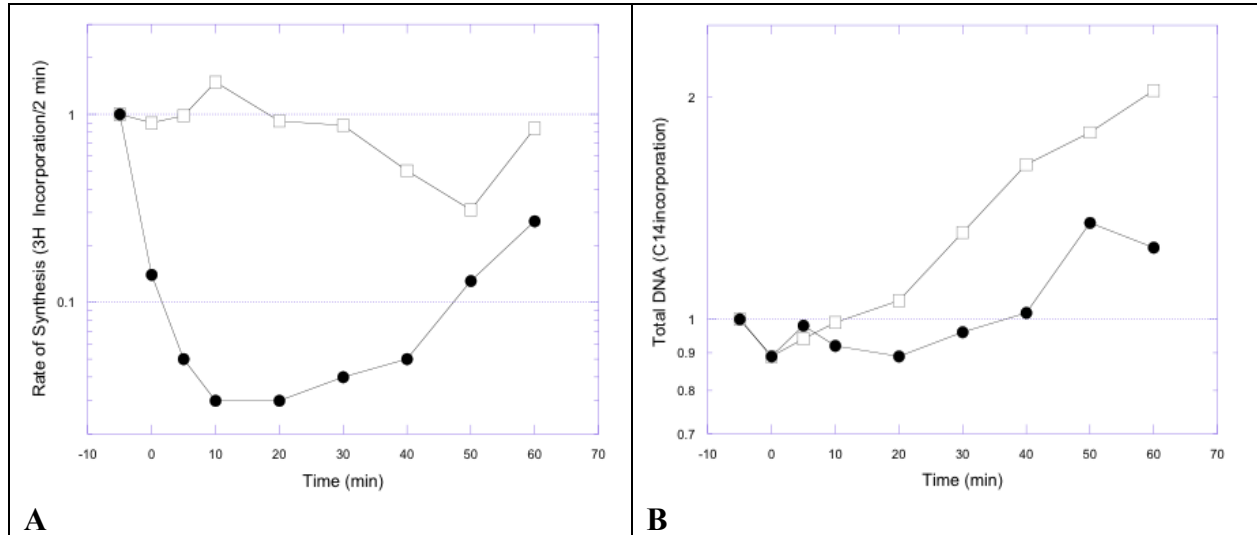 Rate of Synthesis (3H Incorporation/2 min)
1
0.1
-10 0 10 20 30 40 50 60 70
Time (min)
A
Total DNA (C14incorporation)
2
1
0.9
0.8
0.7
-10 0 10 20 30 40 50 60 70
Time (min)
B